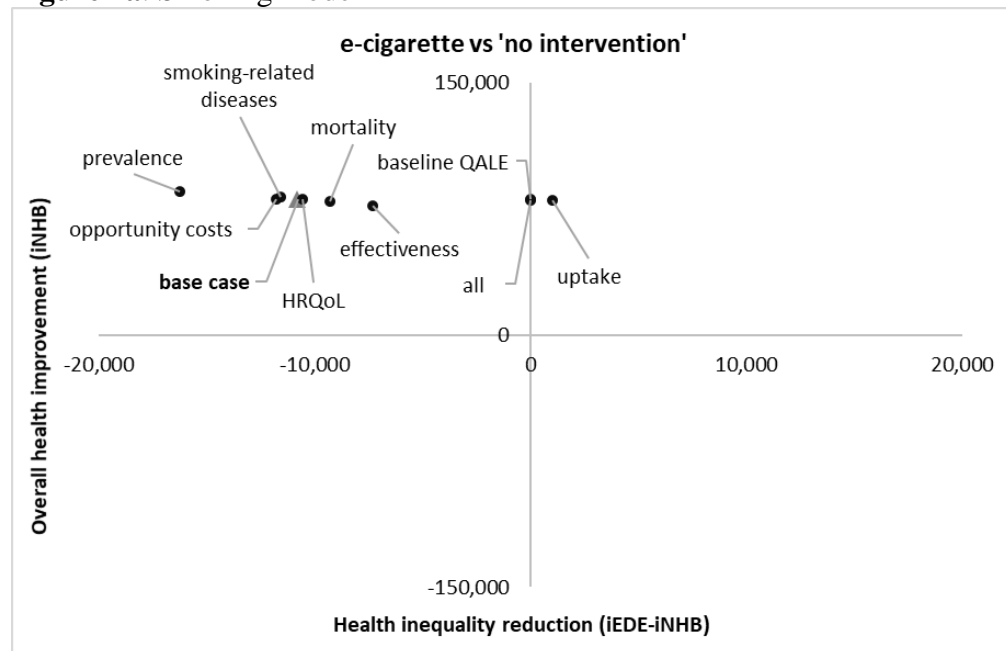 e-cigarette vs 'no intervention'
150,000
smoking-related
diseases
mortality
prevalence
baseline QALE
opportunity costs
effectiveness
base case
HRQoL
all
uptake
0
-20,000
-10,000
0
10,000
20,000
-150,000
Overall health improvement (iNHB)
Health inequality reduction (iEDE-iNHB)